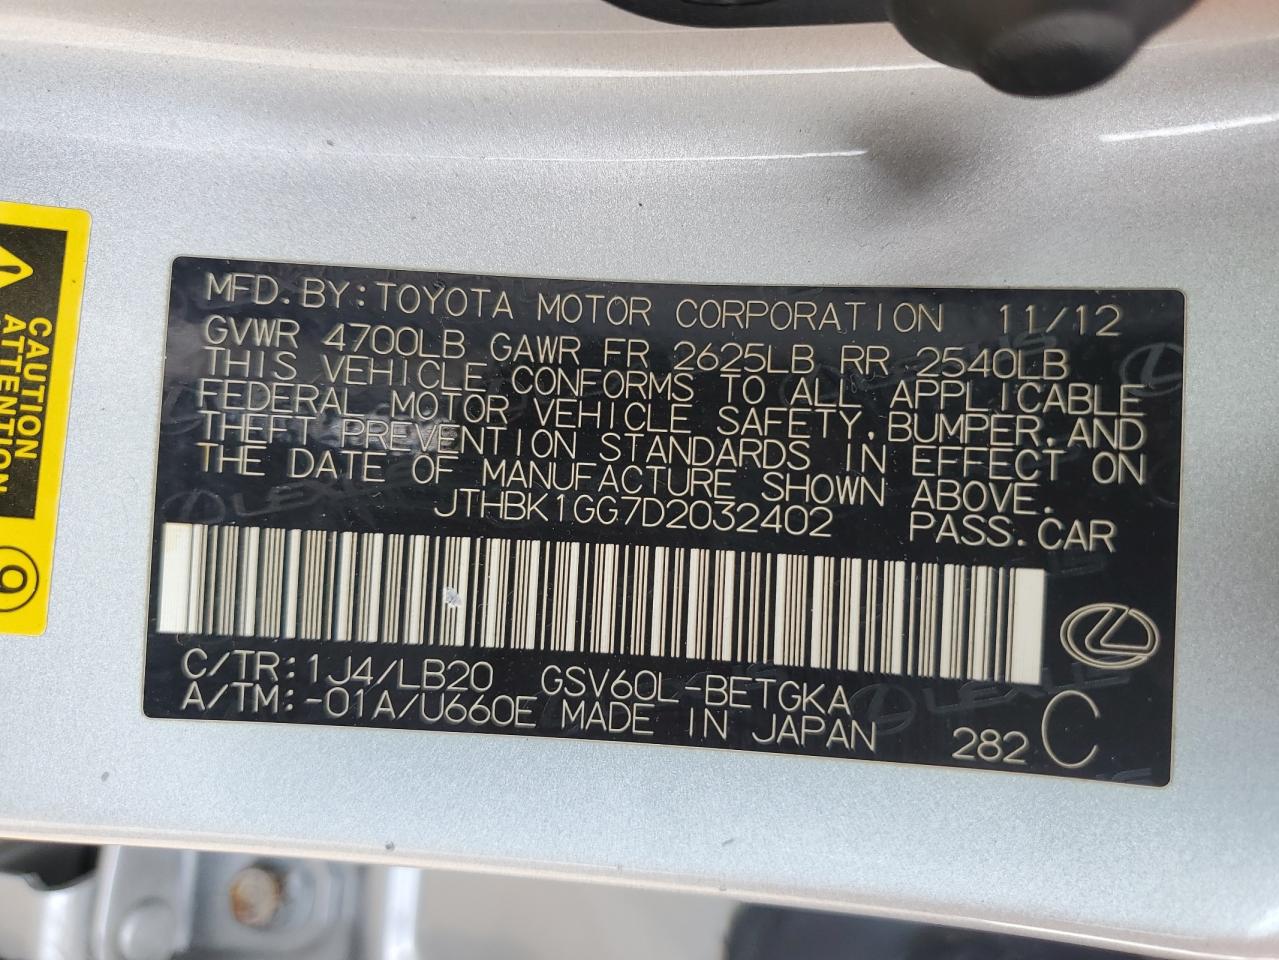 CAUTION
ATTENTION
MFD. BY: TOYOTA MOTOR CORPORATION 11/12
GVWR 4700LB GAWR FR 2625LB RR 2540LB
THIS VEHICLE CONFORMS TO ALL APPLICABLE
FEDERAL MOTOR VEHICLE SAFETY, BUMPER, AND
THEFT PREVENTION STANDARDS IN EFFECT ON
THE DATE OF MANUFACTURE SHOWN ABOVE.
JTHBK1GG7D2032402 PASS. CAR
C/TR: 1J4/LB20 GSV60L-BETGKA
A/TM: -01A/U660E MADE IN JAPAN 282 C